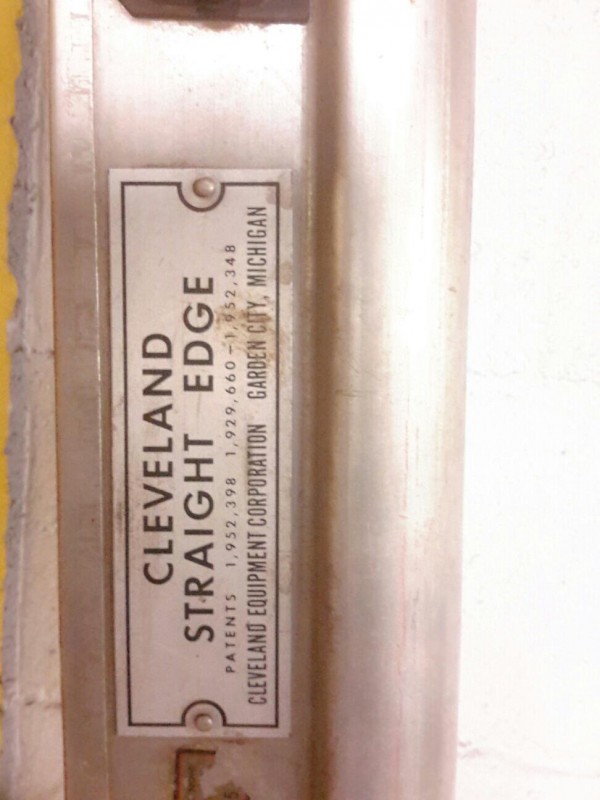 CLEVELAND
STRAIGHT EDGE
PATENTS 1,952,398 1,929,660-1,952,348
CLEVELAND EQUIPMENT CORPORATION GARDEN CITY, MICHIGAN